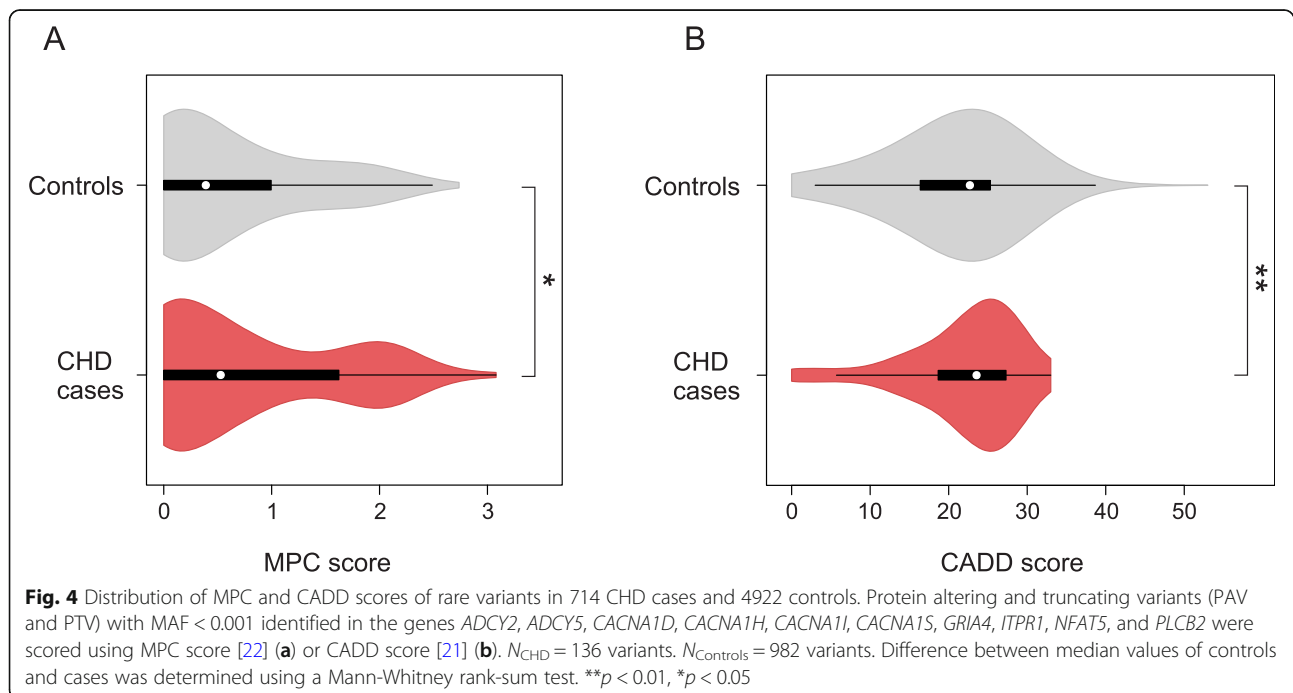 A
B
Controls
CHD
cases
*
0 1 2 3
MPC score
Controls
CHD
cases
**
0 10 20 30 40 50
CADD score
Fig. 4 Distribution of MPC and CADD scores of rare variants in 714 CHD cases and 4922 controls. Protein altering and truncating variants (PAV
and PTV) with MAF < 0.001 identified in the genes ADCY2, ADCY5, CACNA1D, CACNA1H, CACNA1I, CACNA1S, GRIA4, ITPR1, NFAT5, and PLCB2 were
scored using MPC score [22] (a) or CADD score [21] (b). NCHD = 136 variants. NControls = 982 variants. Difference between median values of controls
and cases was determined using a Mann-Whitney rank-sum test. **p < 0.01, *p < 0.05